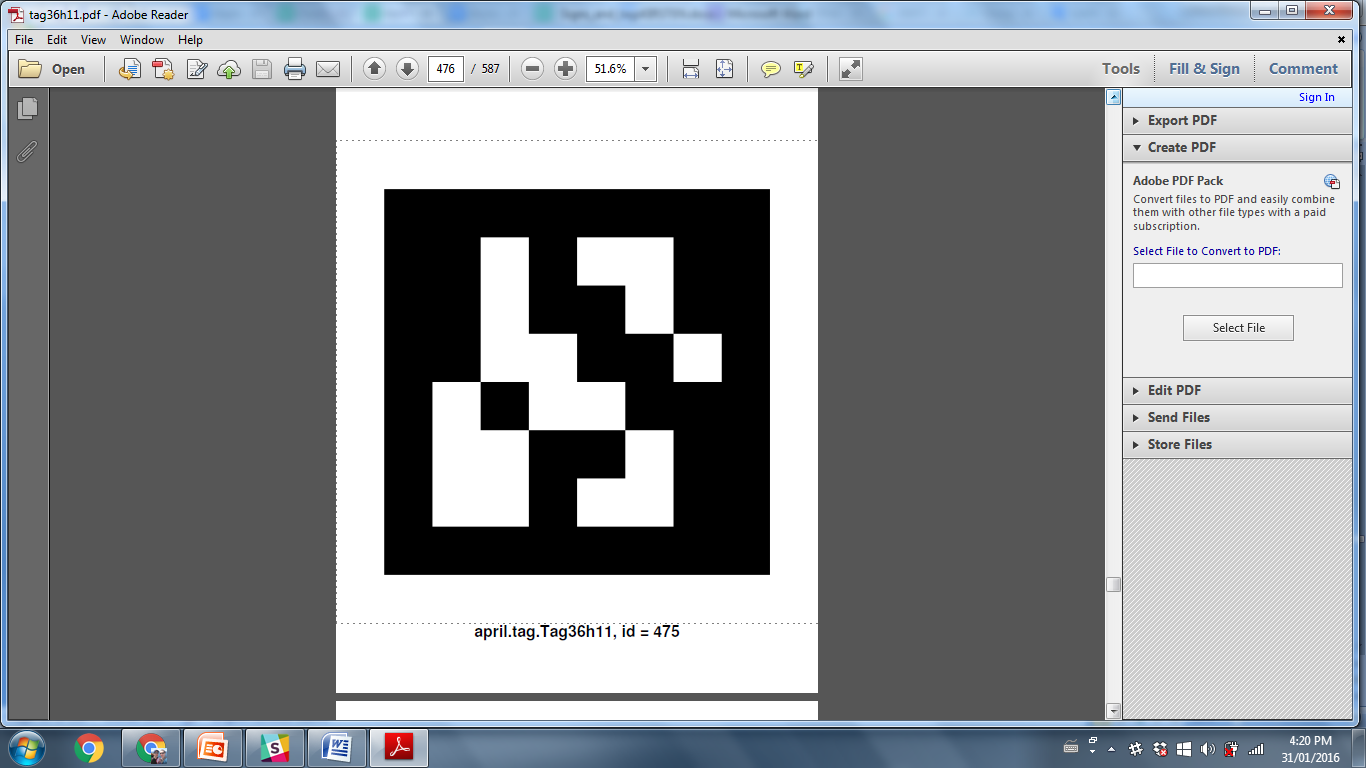 tag36h11.pdf - Adobe Reader
File Edit View Window Help
Open 476 / 587 51.6% Tools Fill & Sign Comment
Sign In
Export PDF
Create PDF
Adobe PDF Pack
Convert files to PDF and easily combine
them with other file types with a paid
subscription.
Select File to Convert to PDF:
Select File
Edit PDF
Send Files
Store Files
april.tag.Tag36h11, id = 475
4:20 PM
31/01/2016